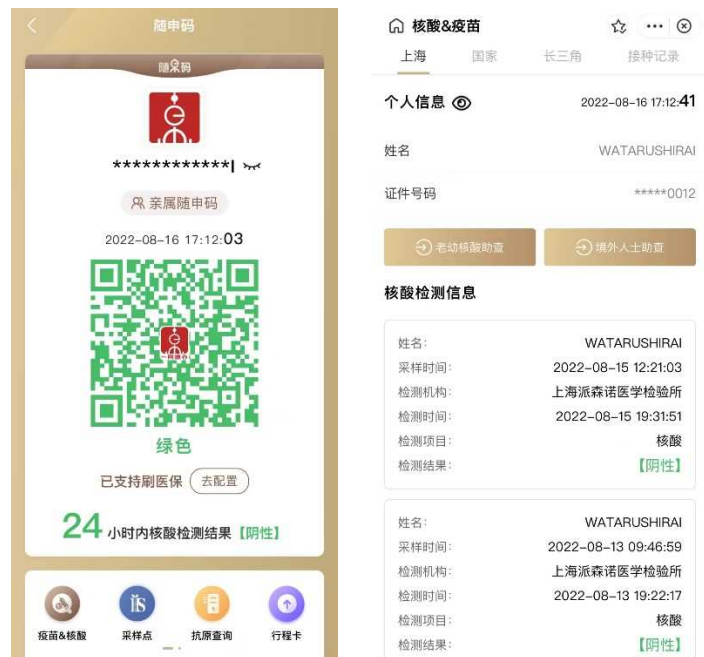 随申码
随申码
************|
亲属随申码
2022-08-16 17:12:03
绿色
已支持刷医保 去配置
24小时内核酸检测结果【阴性】
疫苗&核酸 采样点 抗原查询 行程卡
核酸&疫苗
上海 国家 长三角 接种记录
个人信息 2022-08-16 17:12:41
姓名 WATARUSHIRAI
证件号码 *****0012
老幼核酸助查 境外人士助查
核酸检测信息
姓名: WATARUSHIRAI
采样时间: 2022-08-15 12:21:03
检测机构: 上海派森诺医学检验所
检测时间: 2022-08-15 19:31:51
检测项目: 核酸
检测结果: 【阴性】
姓名: WATARUSHIRAI
采样时间: 2022-08-13 09:46:59
检测机构: 上海派森诺医学检验所
检测时间: 2022-08-13 19:22:17
检测项目: 核酸
检测结果: 【阴性】